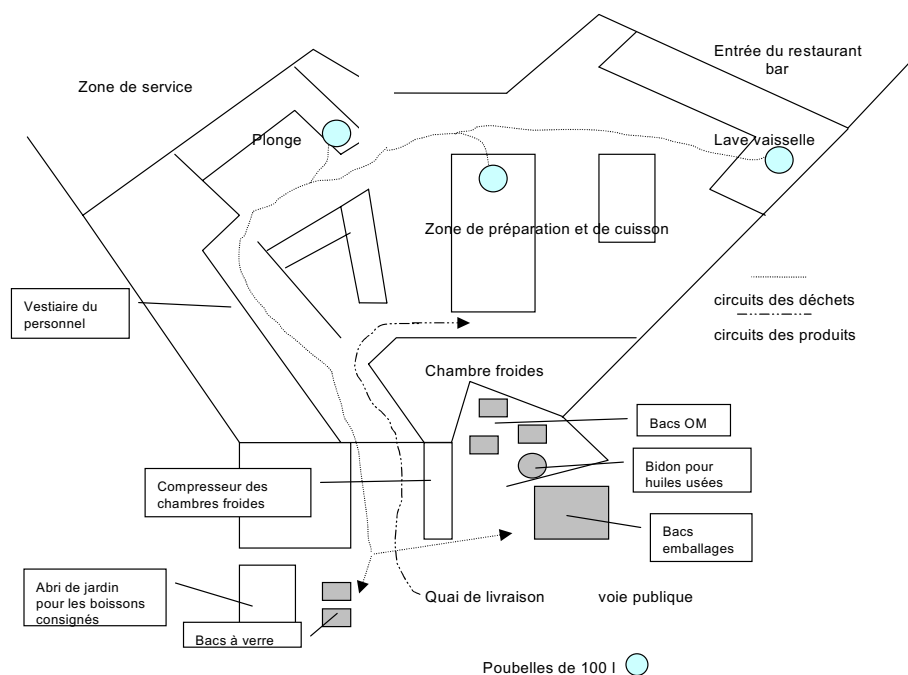 Entrée du restaurant
bar
Zone de service
Plonge
Lave vaisselle
Zone de préparation et de cuisson
circuits des déchets
circuits des produits
Vestiaire du
personnel
Chambre froides
Bacs OM
Bidon pour
huiles usées
Compresseur des
chambres froides
Bacs
emballages
Abri de jardin
pour les boissons
consignés
Quai de livraison
voie publique
Bacs à verre
Poubelles de 100 l